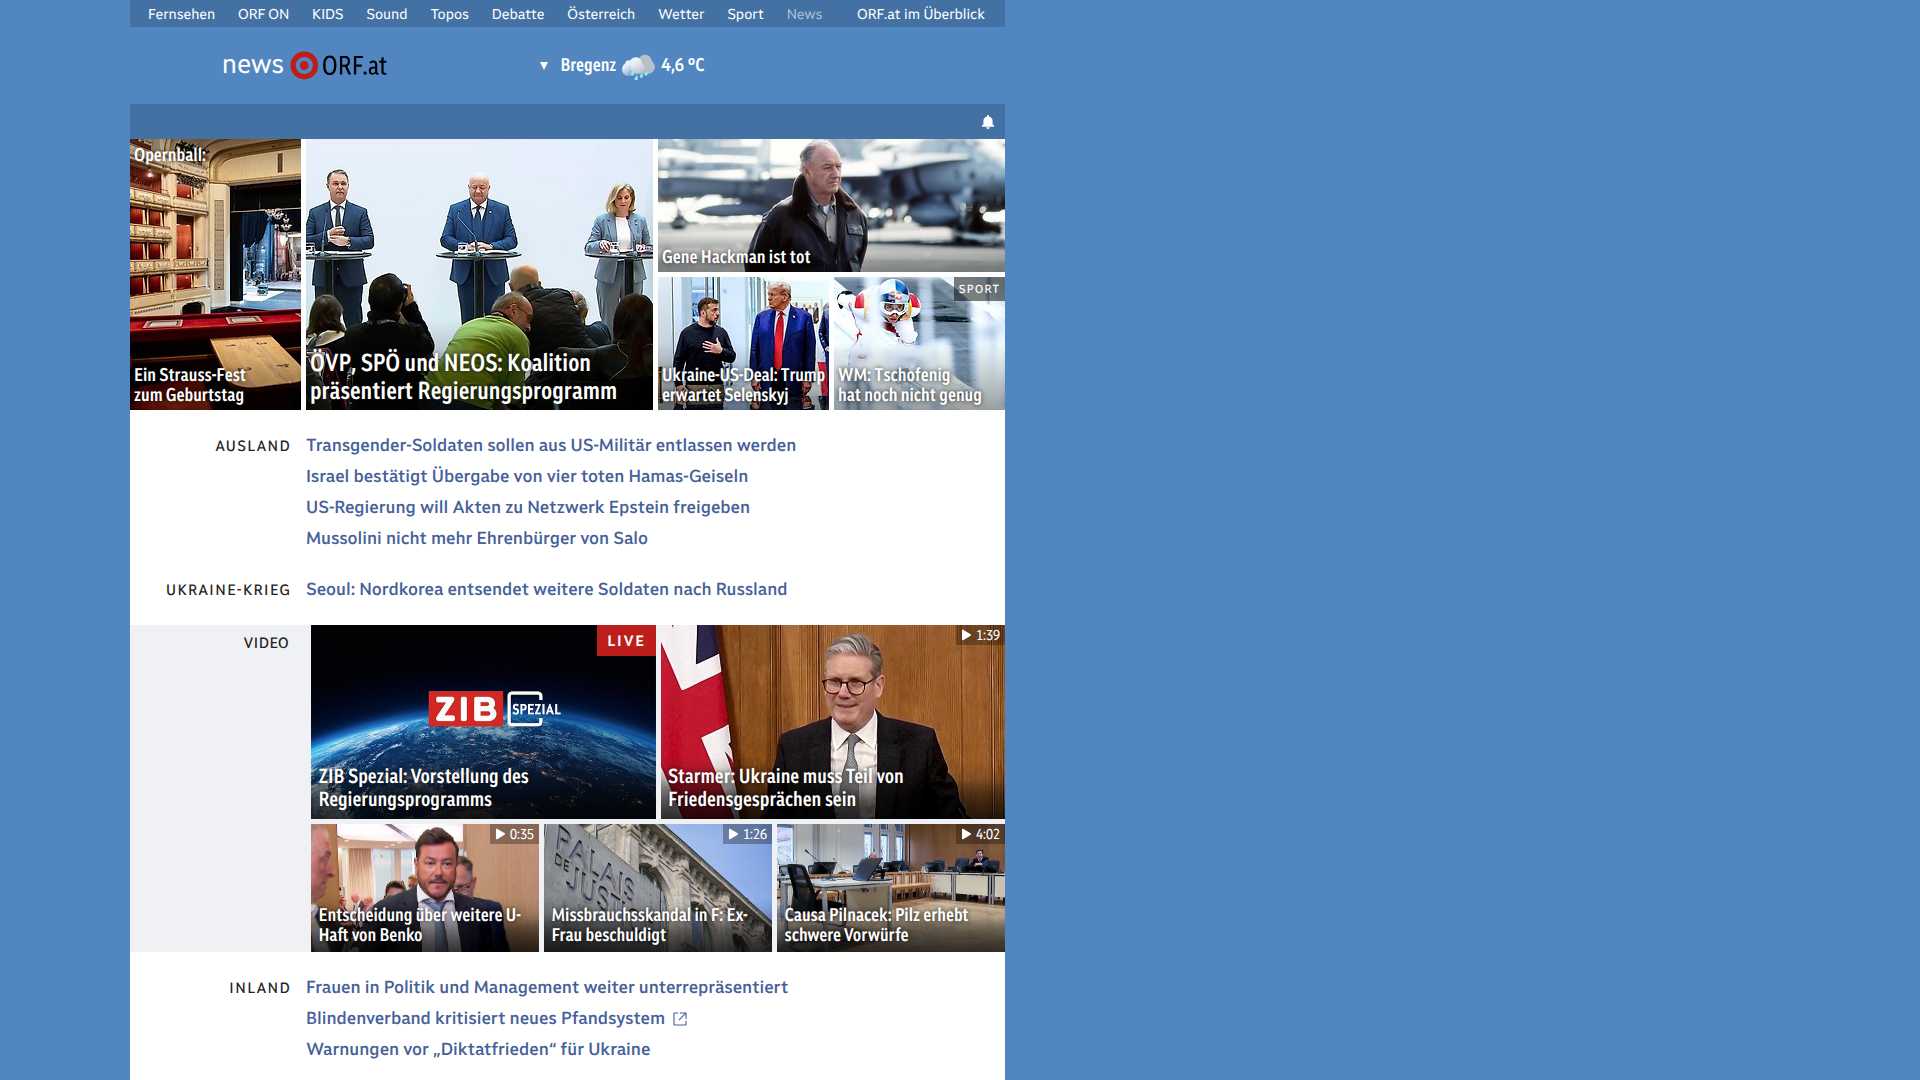 Fernsehen ORF ON KIDS Sound Topos Debatte Österreich Wetter Sport News ORF.at im Überblick
news ORF.at
▼ Bregenz 4,6 °C
Opernball:
Ein Strauss-Fest
zum Geburtstag
ÖVP, SPÖ und NEOS: Koalition
präsentiert Regierungsprogramm
Gene Hackman ist tot
Ukraine-US-Deal: Trump
erwartet Selenskyj
SPORT
WM: Tschofenig
hat noch nicht genug
AUSLAND
Transgender-Soldaten sollen aus US-Militär entlassen werden
Israel bestätigt Übergabe von vier toten Hamas-Geiseln
US-Regierung will Akten zu Netzwerk Epstein freigeben
Mussolini nicht mehr Ehrenbürger von Salo
UKRAINE-KRIEG
Seoul: Nordkorea entsendet weitere Soldaten nach Russland
VIDEO
LIVE
ZIB SPEZIAL
ZIB Spezial: Vorstellung des
Regierungsprogramms
1:39
Starmer: Ukraine muss Teil von
Friedensgesprächen sein
0:35
Entscheidung über weitere U-
Haft von Benko
1:26
PALAIS
DE JUST
Missbrauchsskandal in F: Ex-
Frau beschuldigt
4:02
Causa Pilnacek: Pilz erhebt
schwere Vorwürfe
INLAND
Frauen in Politik und Management weiter unterrepräsentiert
Blindenverband kritisiert neues Pfandsystem
Warnungen vor „Diktatfrieden“ für Ukraine